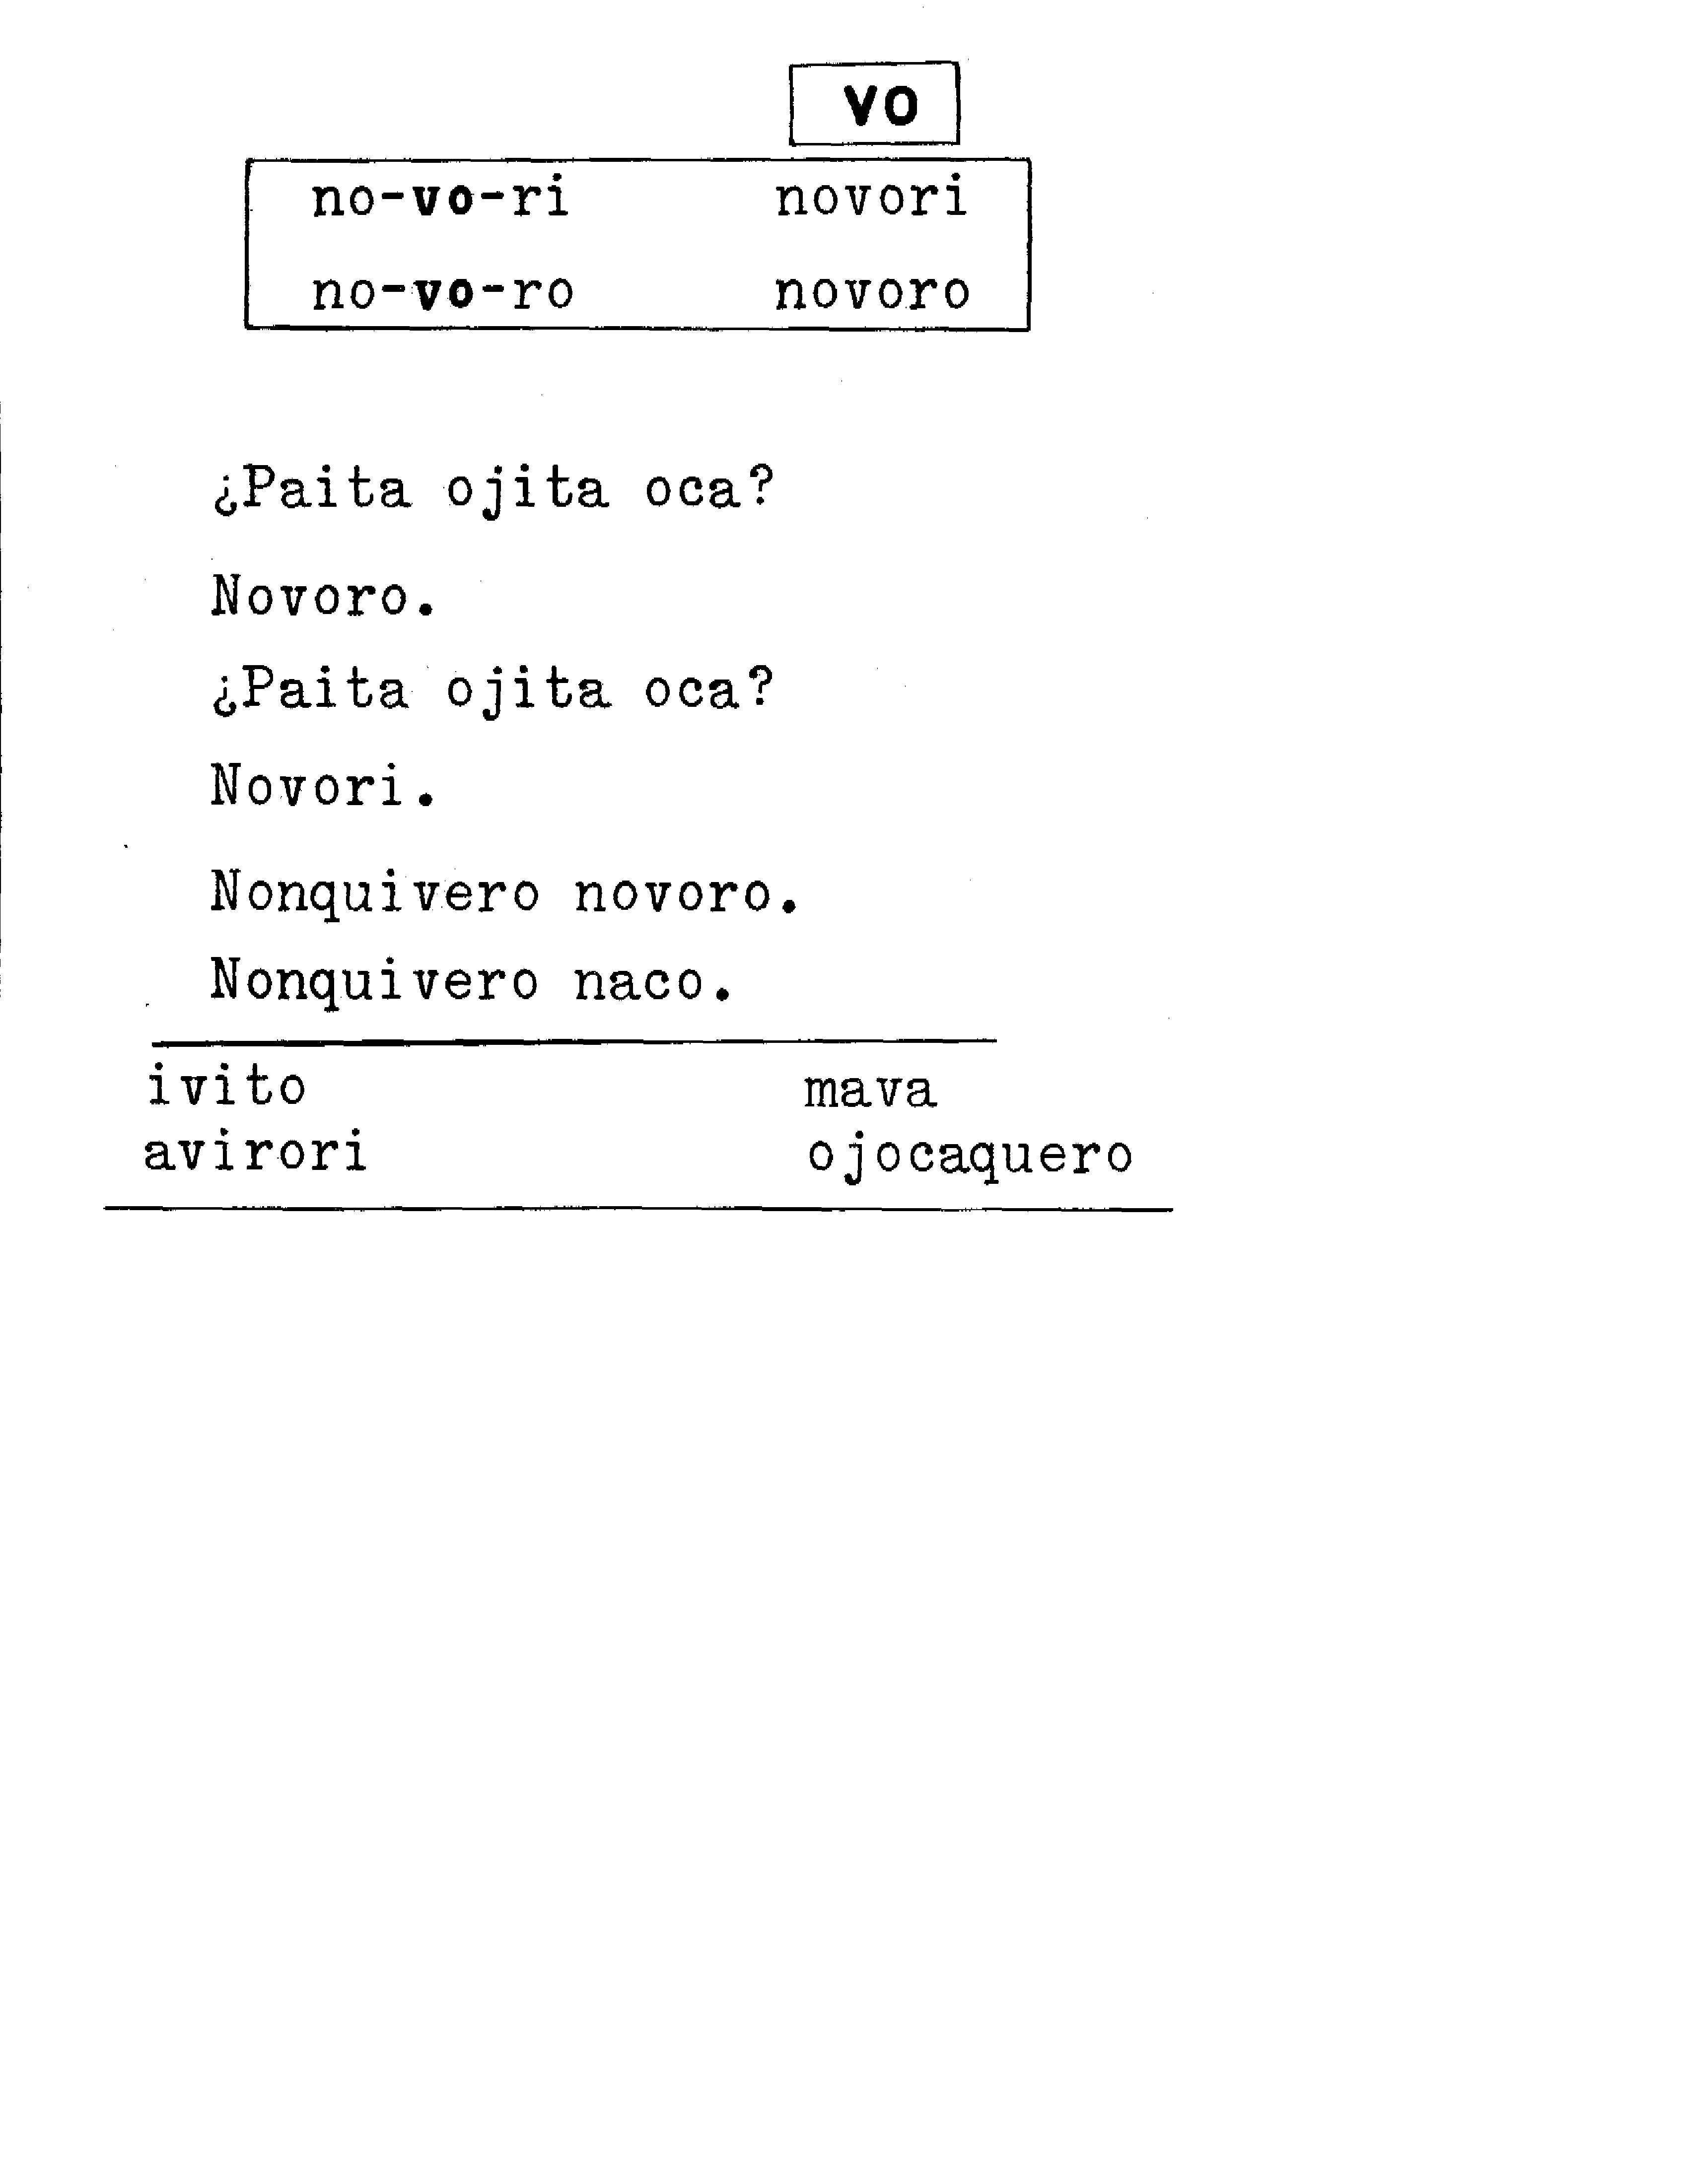 vo
no-vo-ri novori
no-vo-ro novoro
¿Paita ojita oca?
Novoro.
¿Paita ojita oca?
Novori.
Nonquivero novoro.
Nonquivero naco.
ivito mava
avirori ojocaquero